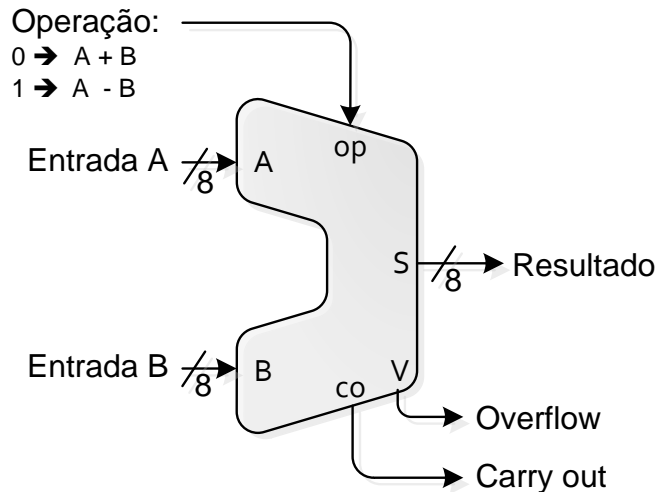 Operação:
0 ➔ A + B
1 ➔ A - B
op
Entrada A
8
A
S
8
Resultado
Entrada B
8
B
V
co
Overflow
Carry out